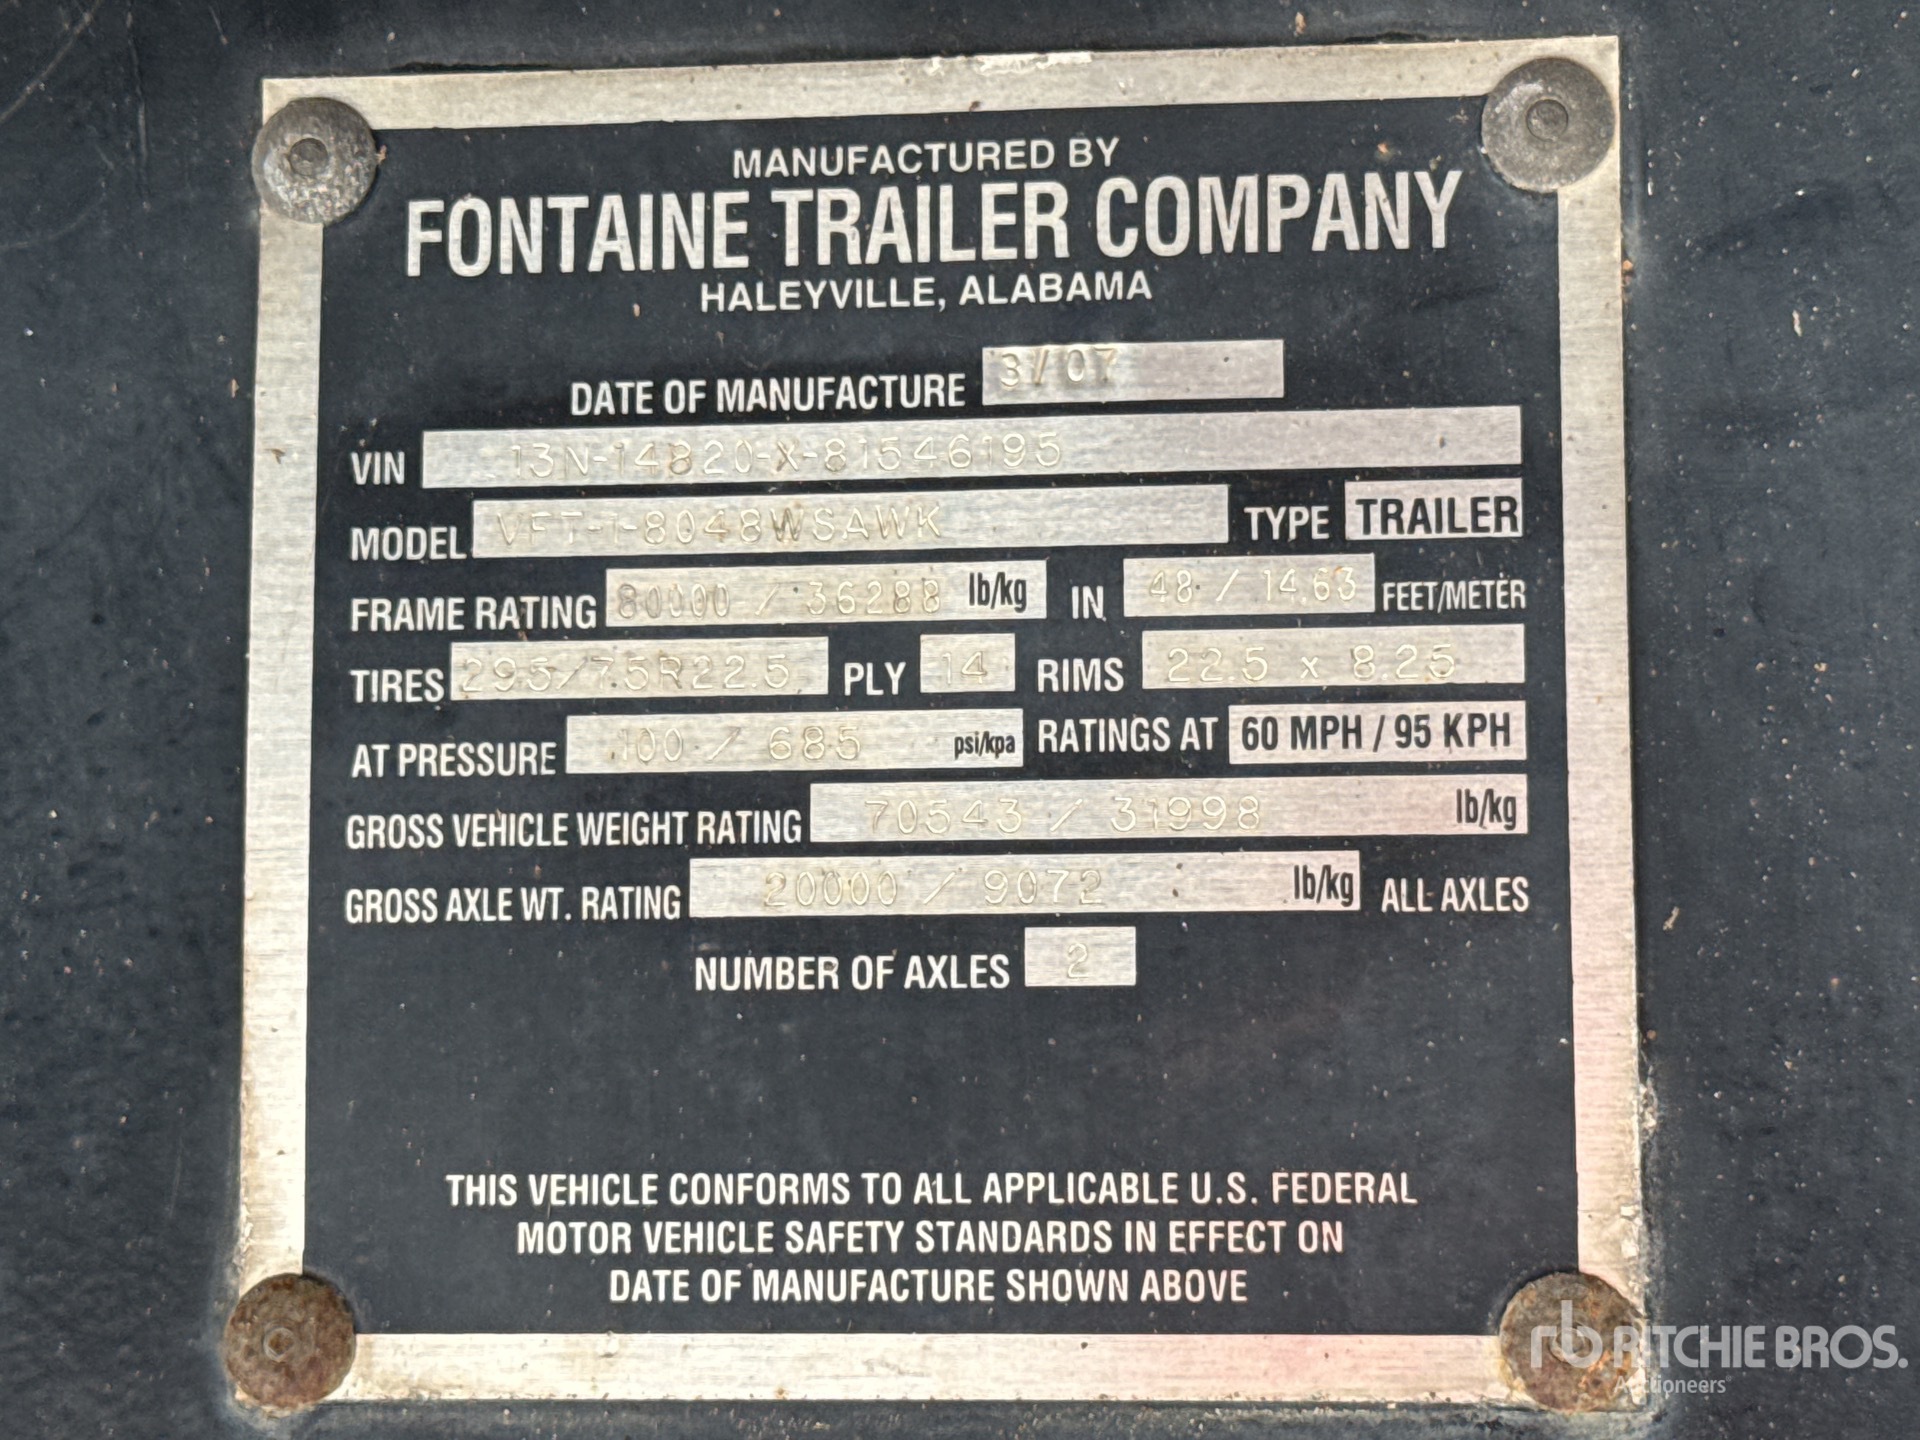 MANUFACTURED BY
FONTAINE TRAILER COMPANY
HALEYVILLE, ALABAMA
DATE OF MANUFACTURE 3/07
VIN 13N-14820-X-81546195
MODEL VFT-1-8048WSAWK TYPE TRAILER
FRAME RATING 80000 / 36288 lb/kg IN 48 / 14.63 FEET/METER
TIRES 295/75R22.5 PLY 14 RIMS 22.5 x 8.25
AT PRESSURE 100 / 685 psi/kpa RATINGS AT 60 MPH / 95 KPH
GROSS VEHICLE WEIGHT RATING 70543 / 31998 lb/kg
GROSS AXLE WT. RATING 20000 / 9072 lb/kg ALL AXLES
NUMBER OF AXLES 2
THIS VEHICLE CONFORMS TO ALL APPLICABLE U.S. FEDERAL
MOTOR VEHICLE SAFETY STANDARDS IN EFFECT ON
DATE OF MANUFACTURE SHOWN ABOVE
rb RITCHIE BROS.
Auctioneers